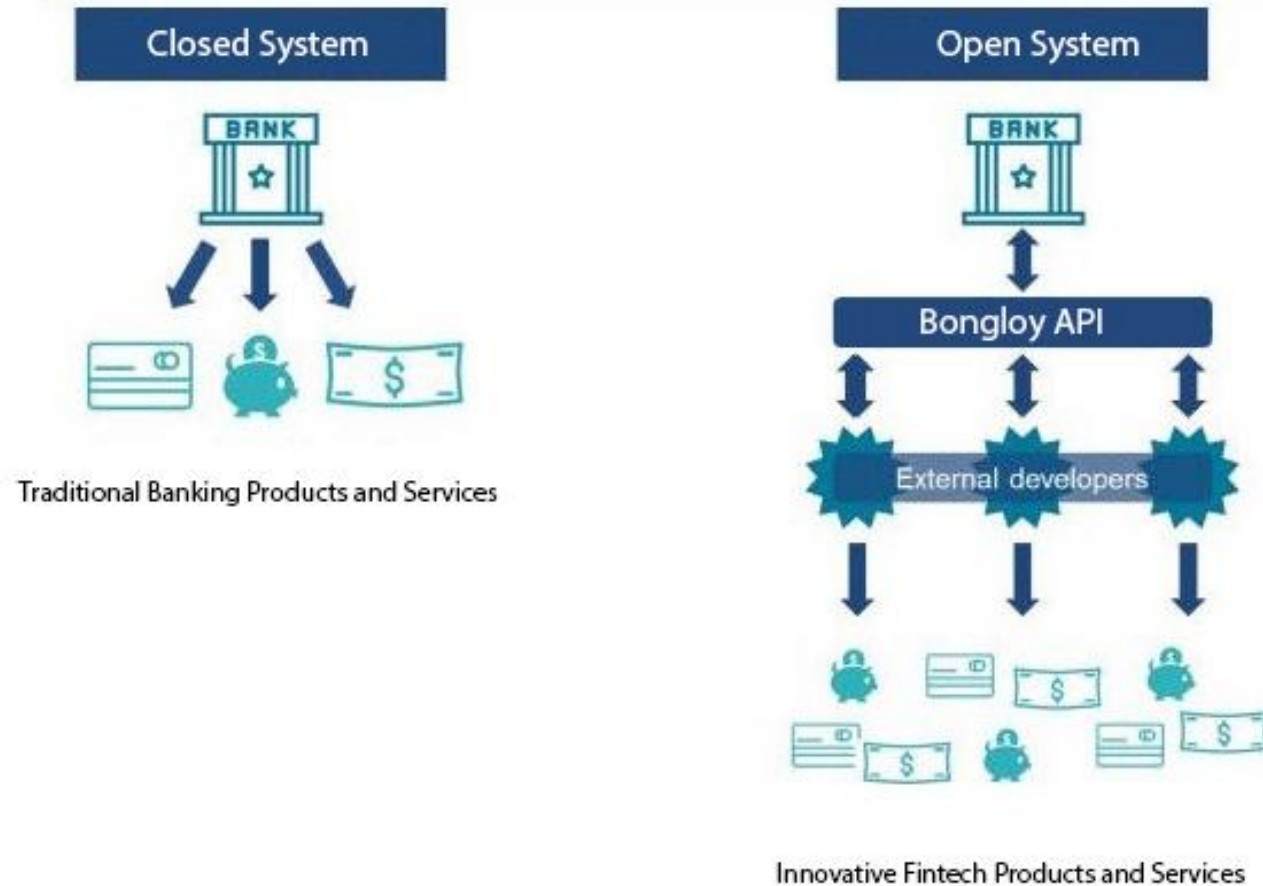 Closed System
BANK
Traditional Banking Products and Services
Open System
BANK
Bongloy API
External developers
Innovative Fintech Products and Services